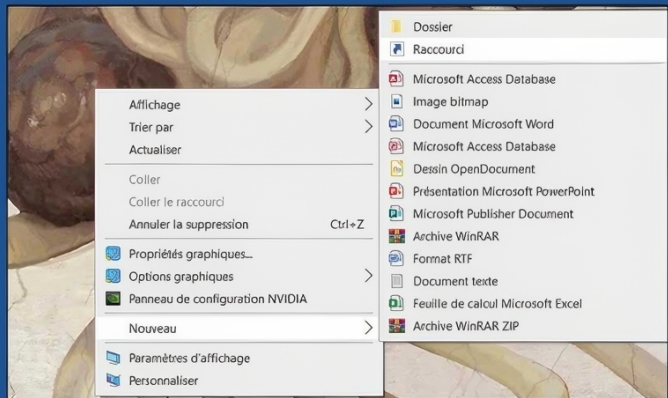 Affichage
Trier par
Actualiser
Coller
Coller le raccourci
Annuler la suppression Ctrl+Z
Propriétés graphiques...
Options graphiques
Panneau de configuration NVIDIA
Nouveau
Paramètres d'affichage
Personnaliser
Dossier
Raccourci
Microsoft Access Database
Image bitmap
Document Microsoft Word
Microsoft Access Database
Dessin OpenDocument
Présentation Microsoft PowerPoint
Microsoft Publisher Document
Archive WinRAR
Format RTF
Document texte
Feuille de calcul Microsoft Excel
Archive WinRAR ZIP